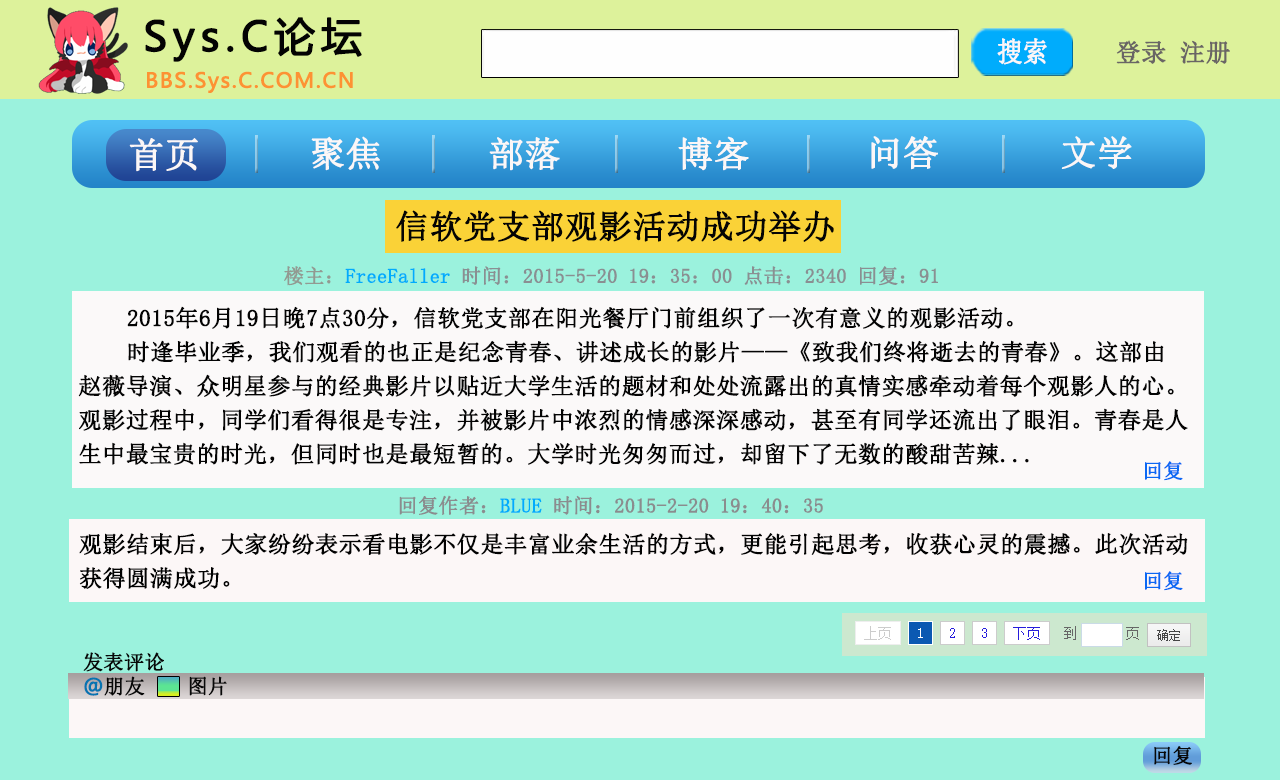 Sys.C论坛
BBS.Sys.C.COM.CN
搜索
登录 注册
首页 聚焦 部落 博客 问答 文学
信软党支部观影活动成功举办
楼主：FreeFaller 时间：2015-5-20 19：35：00 点击：2340 回复：91
2015年6月19日晚7点30分，信软党支部在阳光餐厅门前组织了一次有意义的观影活动。
时逢毕业季，我们观看的也正是纪念青春、讲述成长的影片——《致我们终将逝去的青春》。这部由
赵薇导演、众明星参与的经典影片以贴近大学生活的题材和处处流露出的真情实感牵动着每个观影人的心。
观影过程中，同学们看得很是专注，并被影片中浓烈的情感深深感动，甚至有同学还流出了眼泪。青春是人
生中最宝贵的时光，但同时也是最短暂的。大学时光匆匆而过，却留下了无数的酸甜苦辣...
回复
回复作者：BLUE 时间：2015-2-20 19：40：35
观影结束后，大家纷纷表示看电影不仅是丰富业余生活的方式，更能引起思考，收获心灵的震撼。此次活动
获得圆满成功。
回复
上页 1 2 3 下页 到 页 确定
发表评论
@朋友 图片
回复